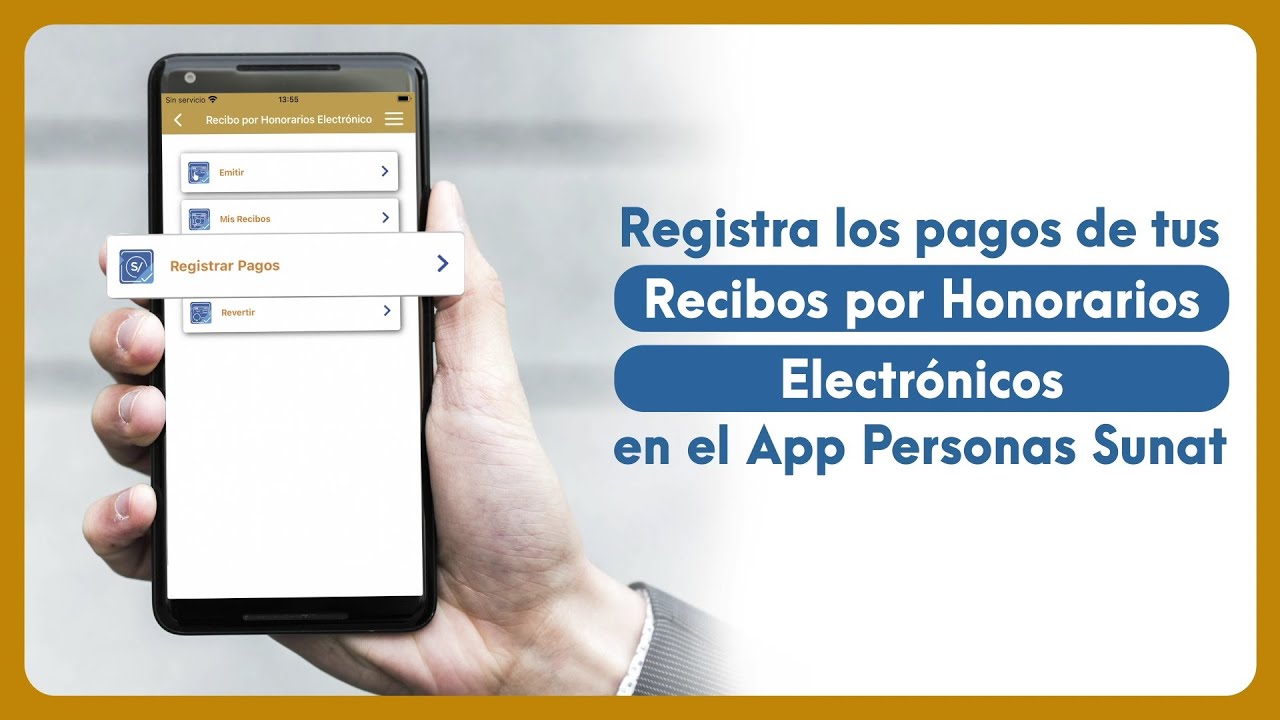 Sin servicio 13:55
Recibo por Honorarios Electrónico
Emitir
Mis Recibos
S/ Registrar Pagos
Revertir
Registra los pagos de tus
Recibos por Honorarios
Electrónicos
en el App Personas Sunat